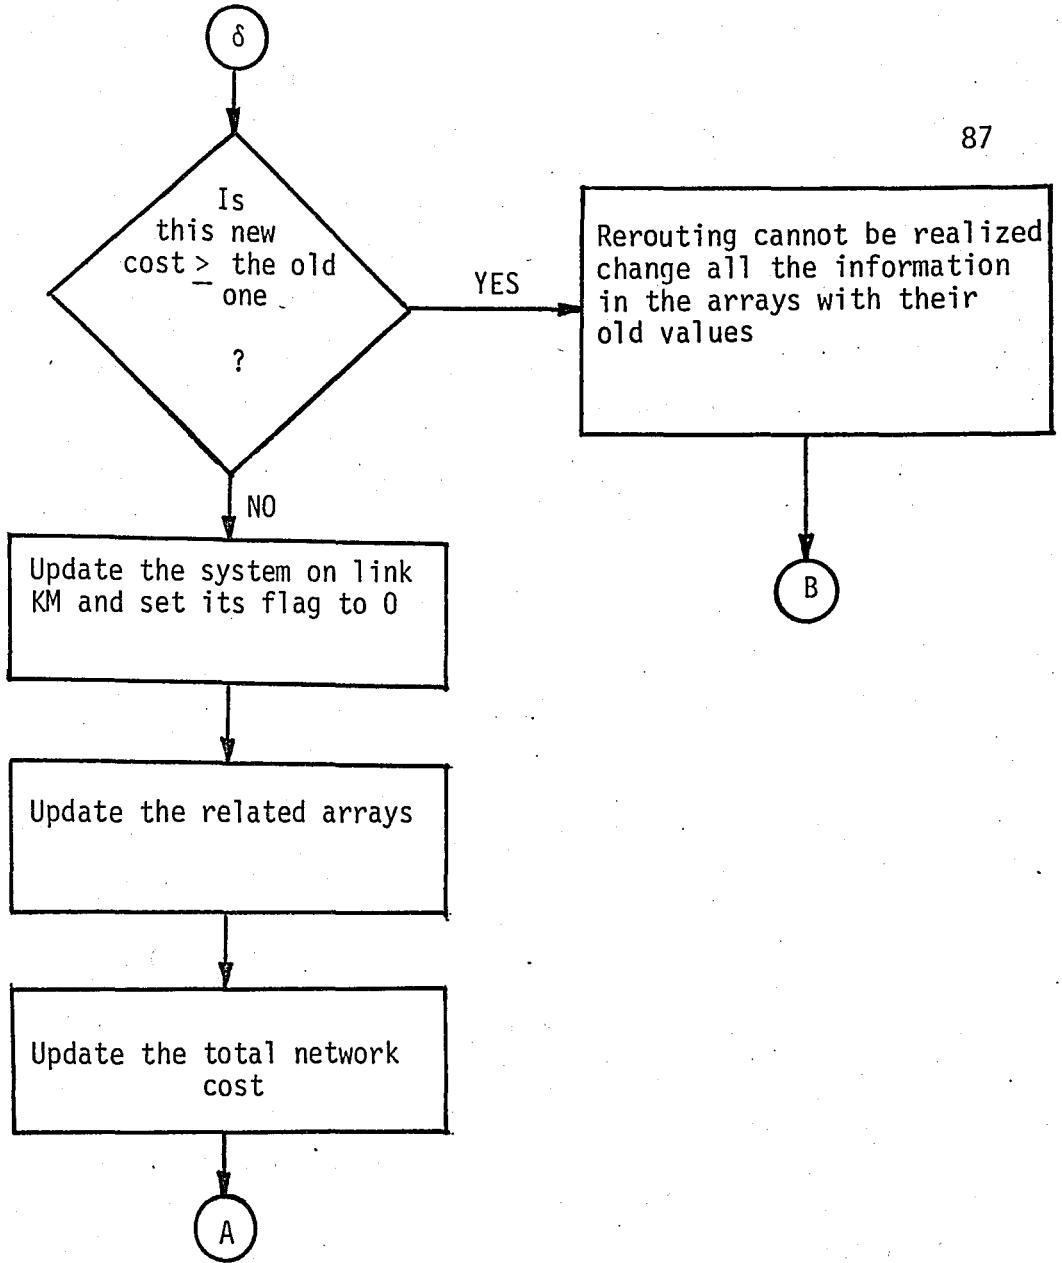 δ
87
Is
this new
cost ≥ the old
one
?
YES
Rerouting cannot be realized
change all the information
in the arrays with their
old values
NO
B
Update the system on link
KM and set its flag to 0
Update the related arrays
Update the total network
cost
A